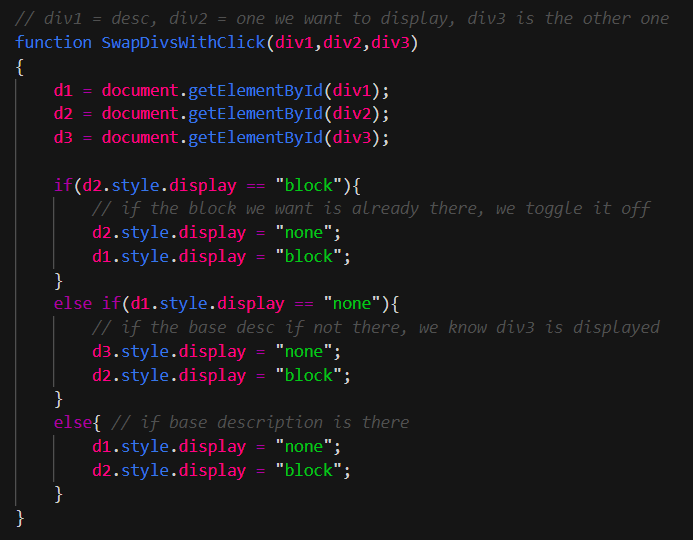 // div1 = desc, div2 = one we want to display, div3 is the other one
function SwapDivsWithClick(div1,div2,div3)
{
    d1 = document.getElementById(div1);
    d2 = document.getElementById(div2);
    d3 = document.getElementById(div3);

    if(d2.style.display == "block"){
        // if the block we want is already there, we toggle it off
        d2.style.display = "none";
        d1.style.display = "block";
    }
    else if(d1.style.display == "none"){
        // if the base desc if not there, we know div3 is displayed
        d3.style.display = "none";
        d2.style.display = "block";
    }
    else{ // if base description is there
        d1.style.display = "none";
        d2.style.display = "block";
    }
}